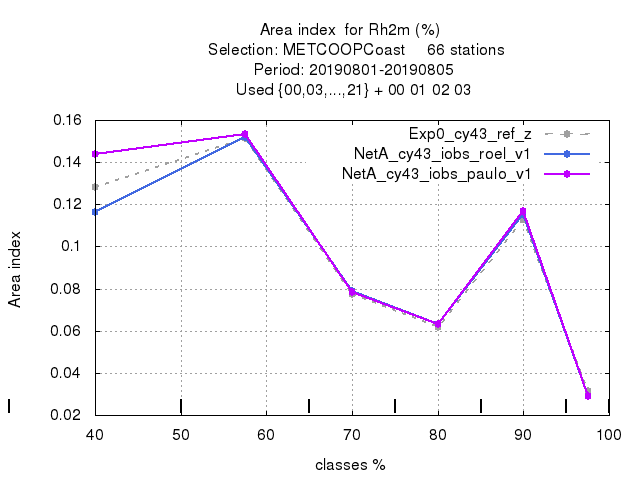 Area index for Rh2m (%)
Selection: METCOOPCoast 66 stations
Period: 20190801-20190805
Used {00,03,...,21} + 00 01 02 03
0.16
0.14
0.12
0.1
0.08
0.06
0.04
0.02
Area index
Exp0_cy43_ref_z
NetA_cy43_iobs_roel_v1
NetA_cy43_iobs_paulo_v1
40 50 60 70 80 90 100
classes %